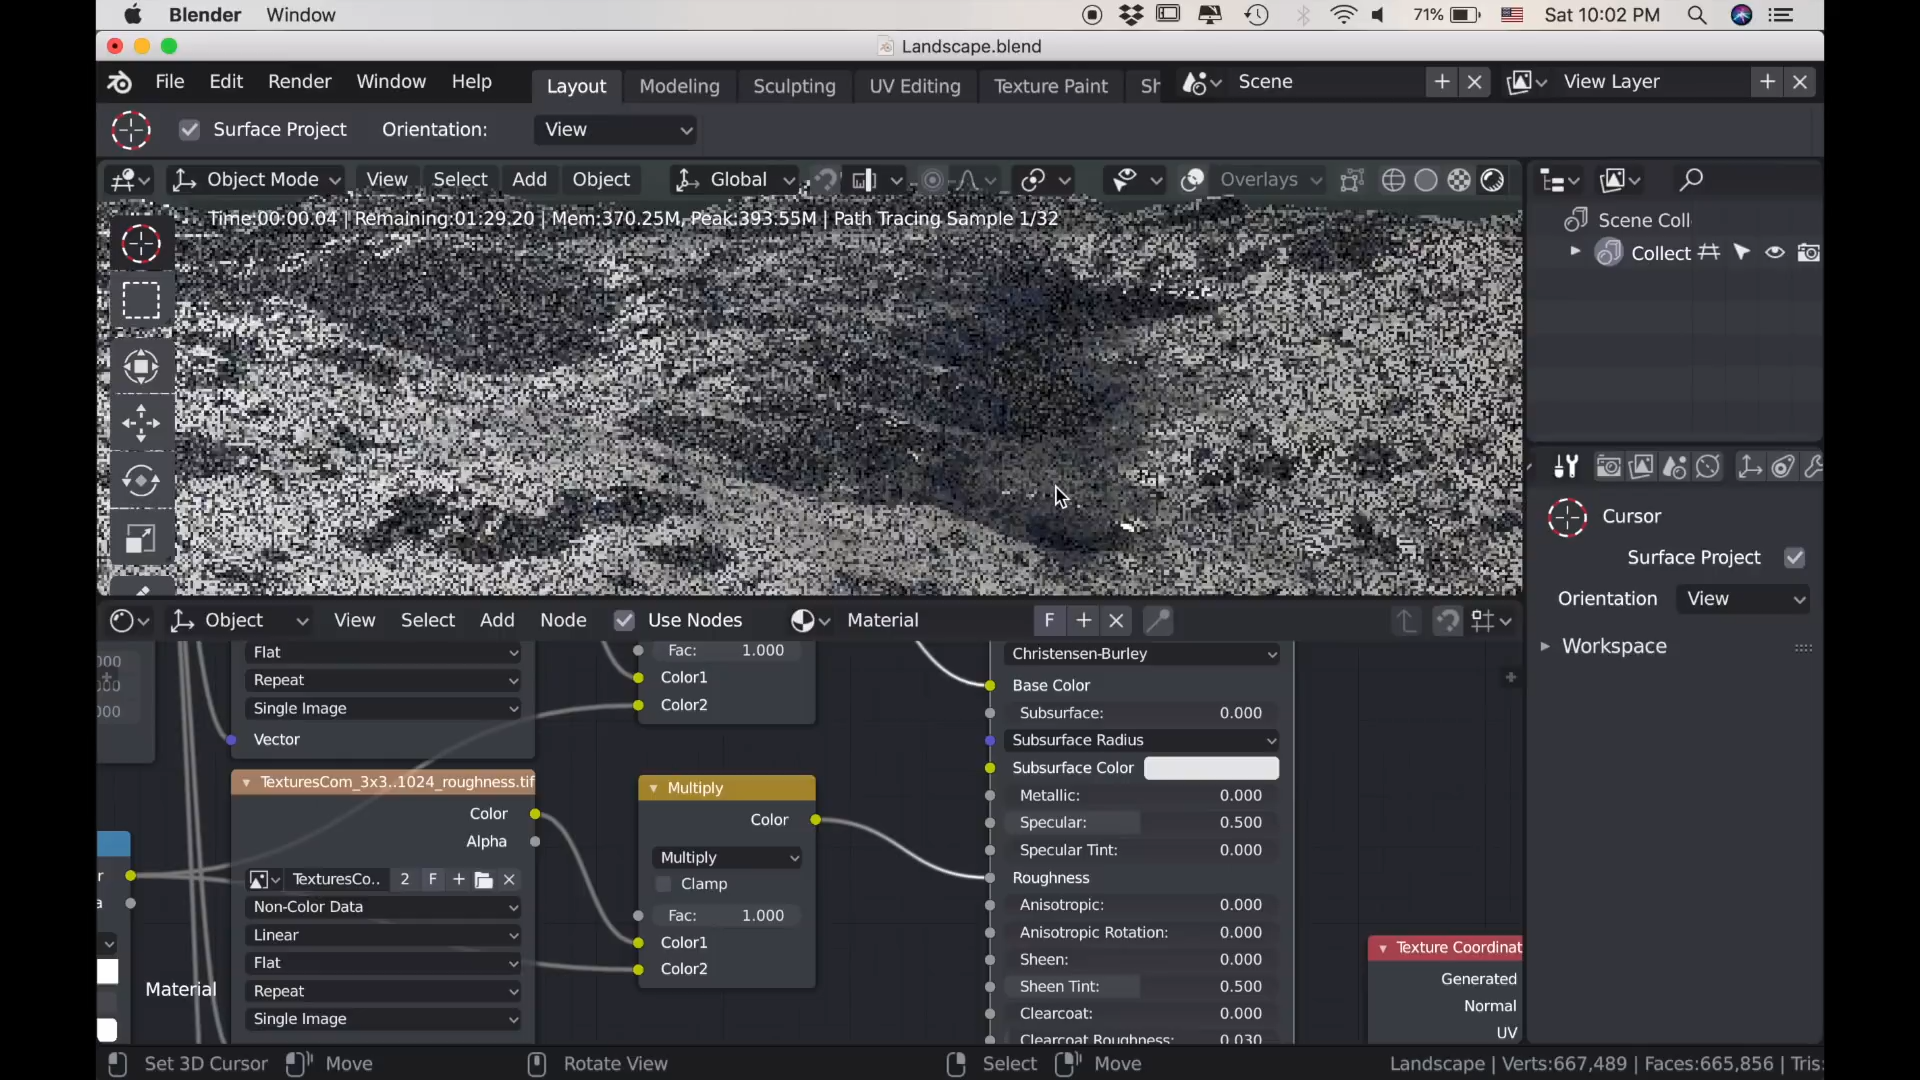 Blender Window 71% Sat 10:02 PM
Landscape.blend
File Edit Render Window Help Layout Modeling Sculpting UV Editing Texture Paint Sh Scene View Layer
Surface Project Orientation: View
Object Mode View Select Add Object Global Overlays
Time:00:00.04 | Remaining:01:29.20 | Mem:370.25M, Peak:393.55M | Path Tracing Sample 1/32
Scene Coll
Collect
Cursor
Surface Project
Orientation View
Workspace
Object View Select Add Node Use Nodes Material F
000
000
000
Flat
Repeat
Single Image
Vector
TexturesCom_3x3..1024_roughness.tif
Color
Alpha
TexturesCo.. 2 F
Non-Color Data
Linear
Flat
Repeat
Single Image
r
a
Material
Fac: 1.000
Color1
Color2
Multiply
Color
Multiply
Clamp
Fac: 1.000
Color1
Color2
Christensen-Burley
Base Color
Subsurface: 0.000
Subsurface Radius
Subsurface Color
Metallic: 0.000
Specular: 0.500
Specular Tint: 0.000
Roughness
Anisotropic: 0.000
Anisotropic Rotation: 0.000
Sheen: 0.000
Sheen Tint: 0.500
Clearcoat: 0.000
Clearcoat Roughness: 0.030
Texture Coordinat
Generated
Normal
UV
Set 3D Cursor Move Rotate View Select Move Landscape | Verts:667,489 | Faces:665,856 | Tris: